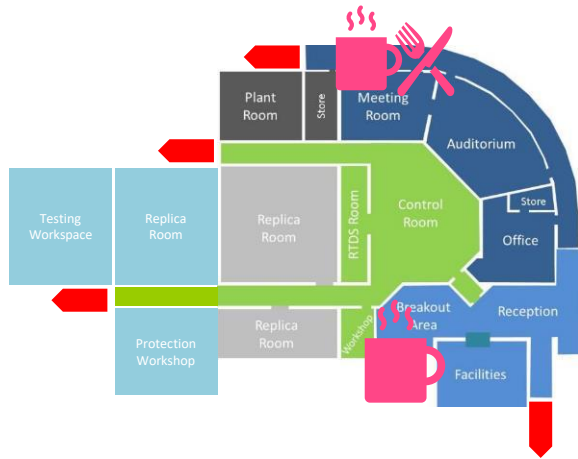 Plant
Room
Store
Meeting
Room
Auditorium
Testing
Workspace
Replica
Room
Replica
Room
RTDS Room
Control
Room
Store
Office
Breakout
Area
Reception
Replica
Room
Workshop
Protection
Workshop
Facilities